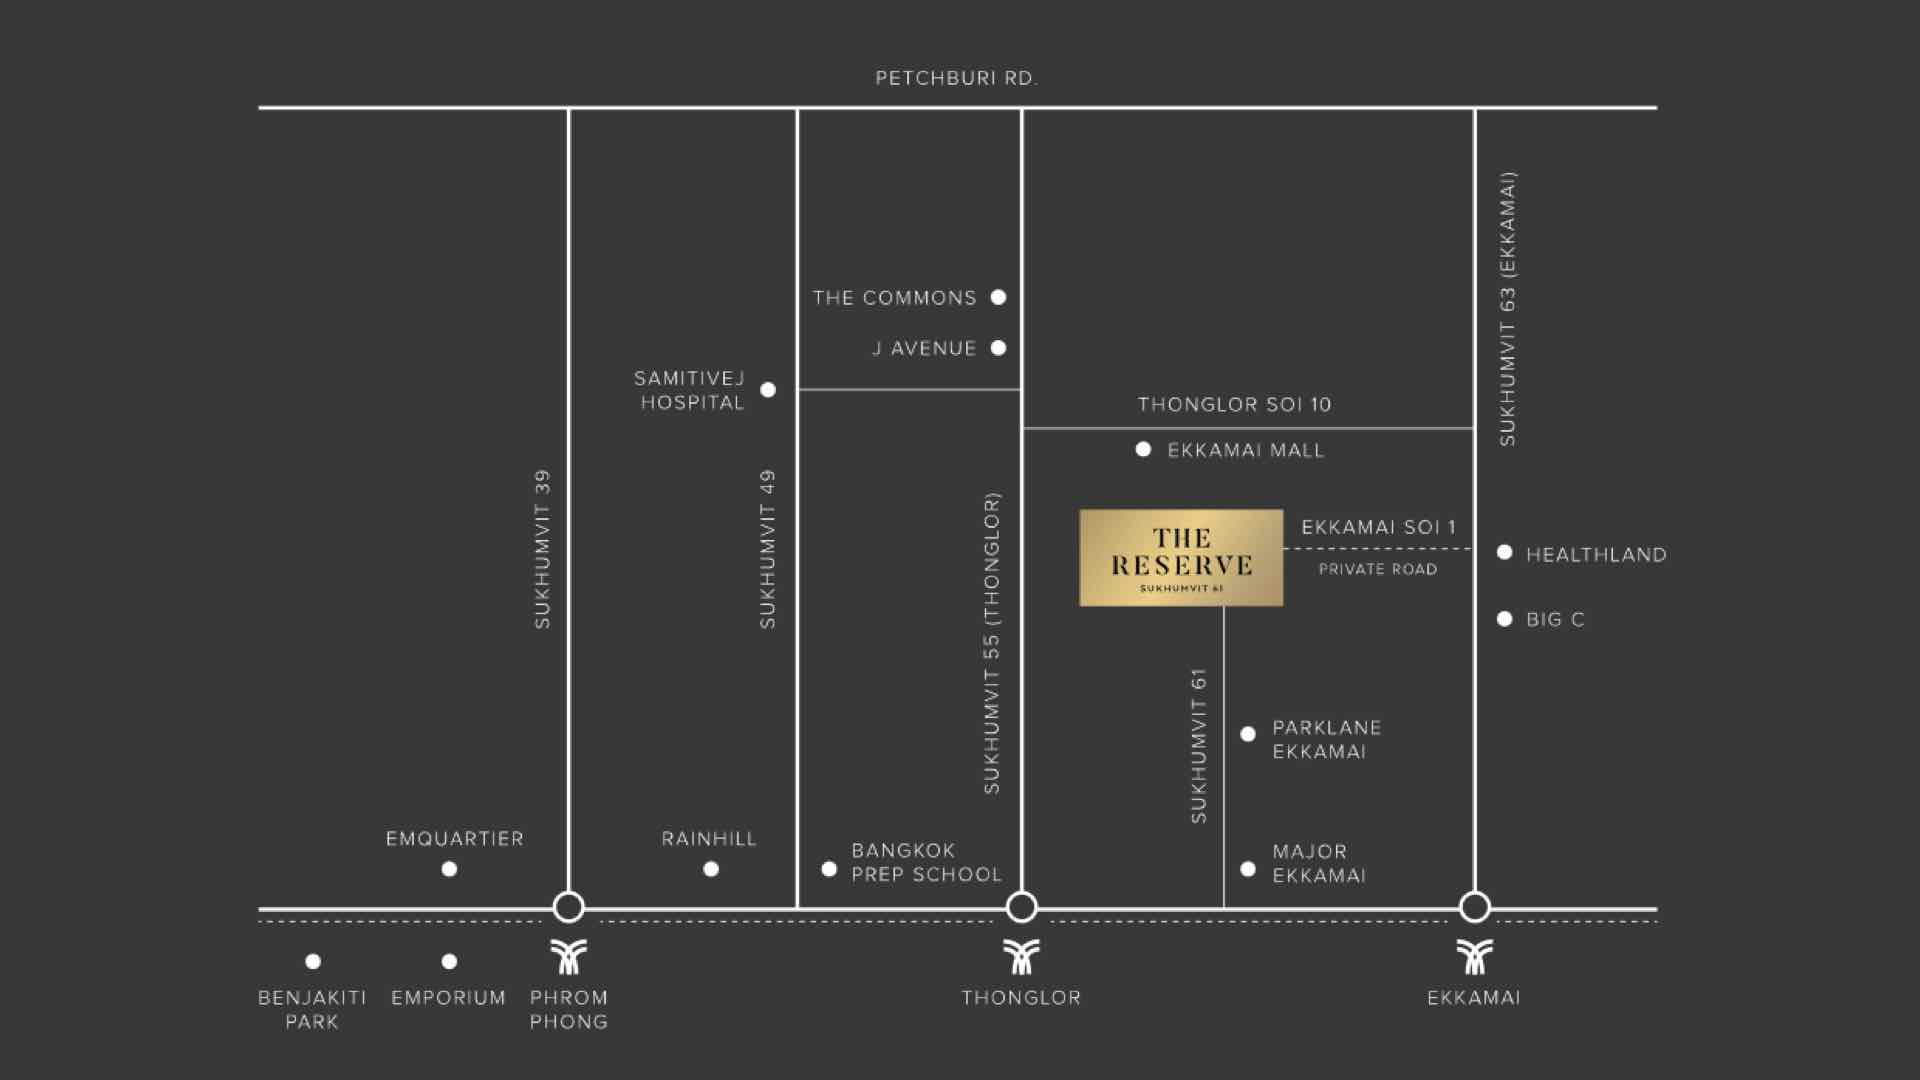 PETCHBURI RD.
SUKHUMVIT 63 (EKKAMAI)
THE COMMONS
J AVENUE
SAMITIVEJ
HOSPITAL
THONGLOR SOI 10
EKKAMAI MALL
SUKHUMVIT 39
SUKHUMVIT 49
SUKHUMVIT 55 (THONGLOR)
THE
RESERVE
SUKHUMVIT 61
EKKAMAI SOI 1
PRIVATE ROAD
HEALTHLAND
BIG C
SUKHUMVIT 61
PARKLANE
EKKAMAI
EMQUARTIER
RAINHILL
BANGKOK
PREP SCHOOL
MAJOR
EKKAMAI
BENJAKITI
PARK
EMPORIUM
PHROM
PHONG
THONGLOR
EKKAMAI